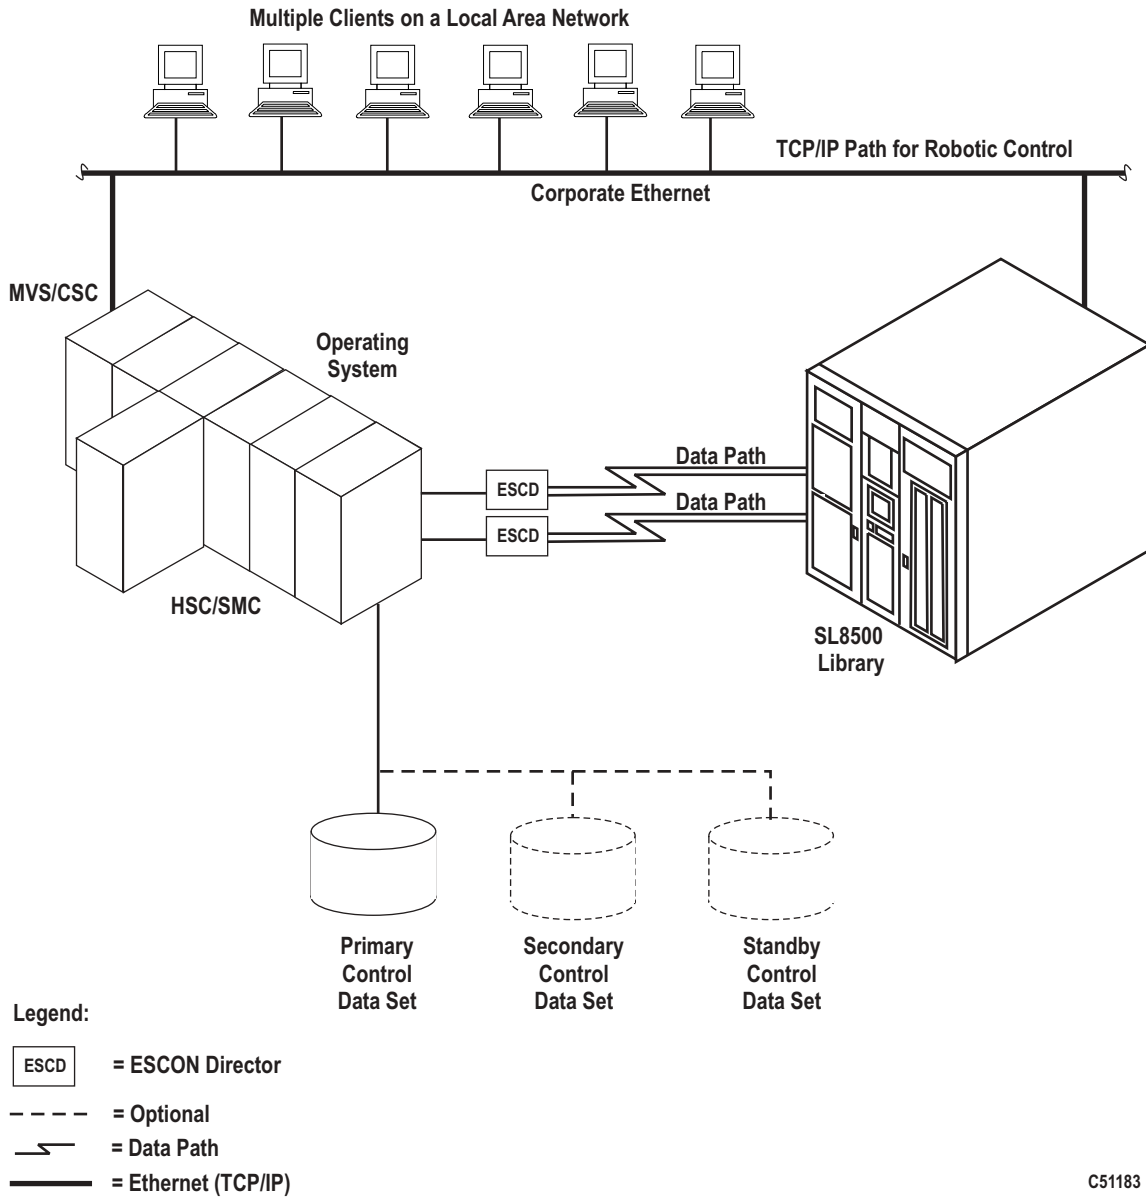 Multiple Clients on a Local Area Network
TCP/IP Path for Robotic Control
Corporate Ethernet
MVS/CSC
Operating
System
Data Path
ESCD
Data Path
ESCD
HSC/SMC
SL8500
Library
Primary
Control
Data Set
Secondary
Control
Data Set
Standby
Control
Data Set
Legend:
ESCD = ESCON Director
= Optional
= Data Path
= Ethernet (TCP/IP)
C51183